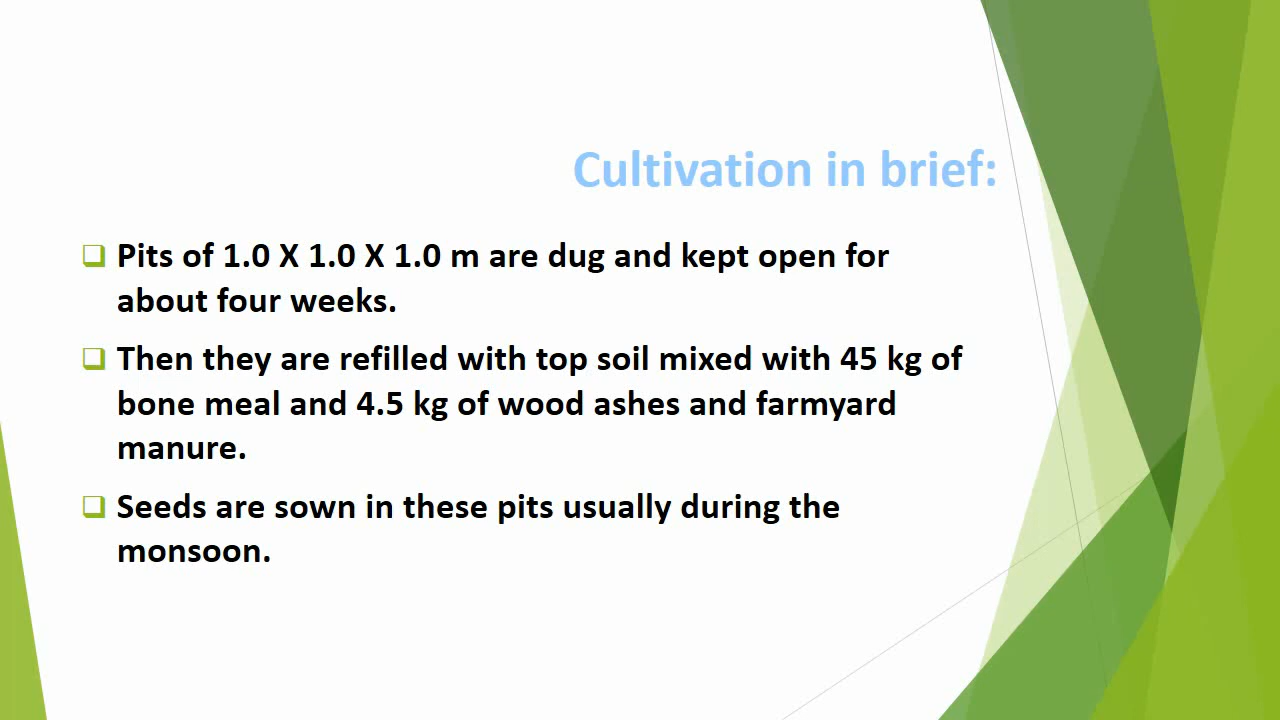 Cultivation in brief:
Pits of 1.0 X 1.0 X 1.0 m are dug and kept open for
about four weeks.
Then they are refilled with top soil mixed with 45 kg of
bone meal and 4.5 kg of wood ashes and farmyard
manure.
Seeds are sown in these pits usually during the
monsoon.